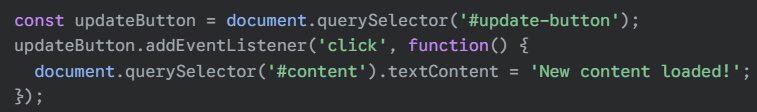 const updateButton = document.querySelector('#update-button');
updateButton.addEventListener('click', function() {
  document.querySelector('#content').textContent = 'New content loaded!';
});